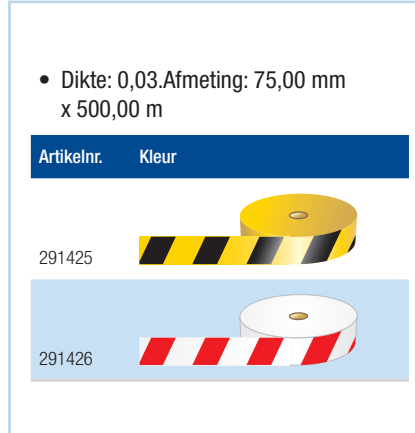 • Dikte: 0,03.Afmeting: 75,00 mm
x 500,00 m
Artikelnr. Kleur
291425
291426